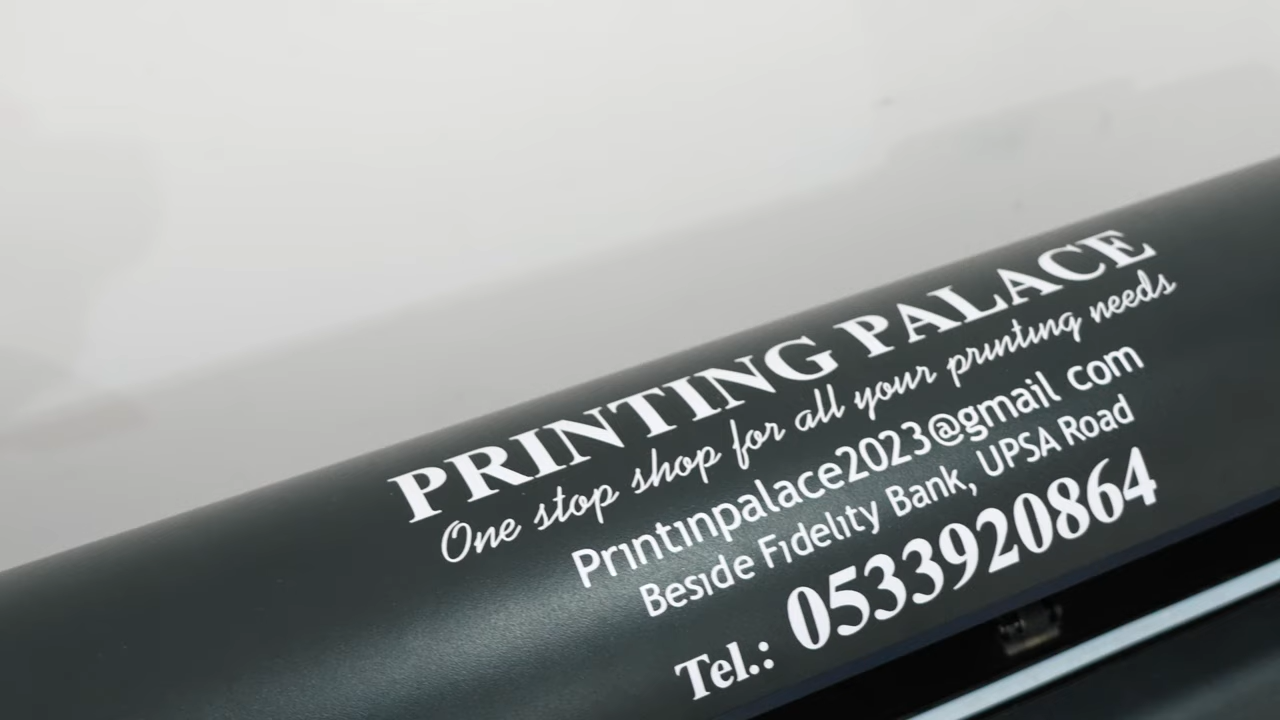 PRINTING PALACE
One stop shop for all your printing needs
Printinpalace2023@gmail com
Beside Fidelity Bank, UPSA Road
Tel.: 0533920864